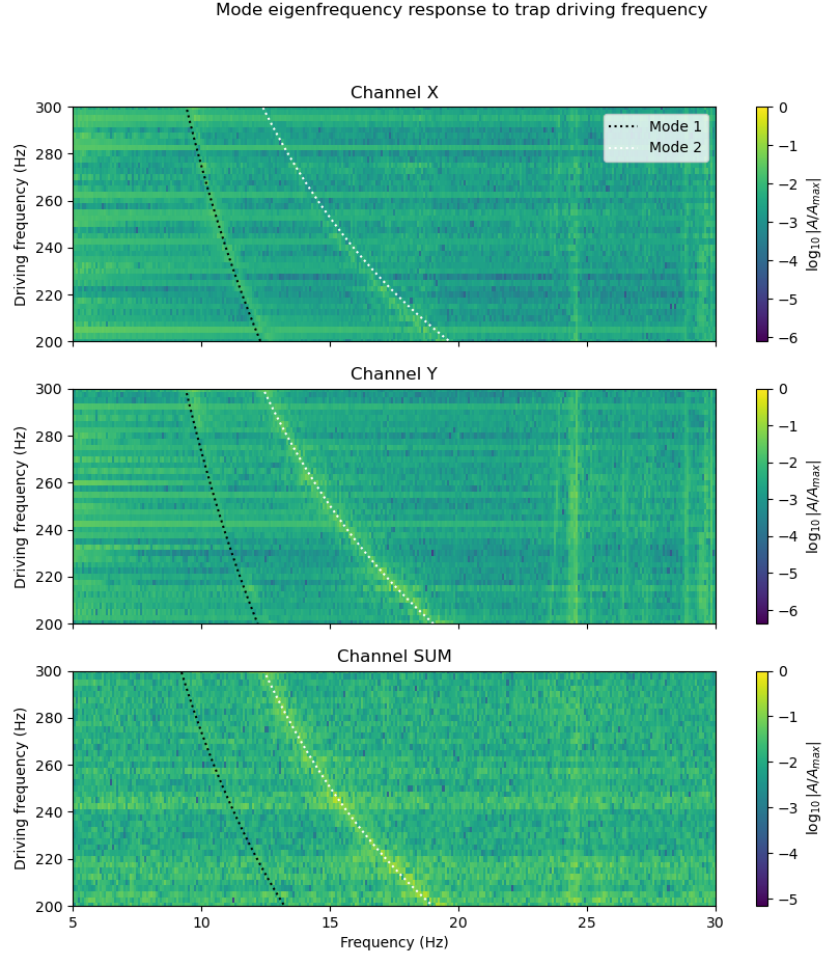 Mode eigenfrequency response to trap driving frequency
Channel X
300
280
260
240
220
200
Driving frequency (Hz)
Mode 1
Mode 2
0
−1
−2
−3
−4
−5
−6
log₁₀ |A/Aₘₐₓ|
Channel Y
300
280
260
240
220
200
Driving frequency (Hz)
0
−1
−2
−3
−4
−5
−6
log₁₀ |A/Aₘₐₓ|
Channel SUM
300
280
260
240
220
200
Driving frequency (Hz)
5 10 15 20 25 30
Frequency (Hz)
0
−1
−2
−3
−4
−5
log₁₀ |A/Aₘₐₓ|